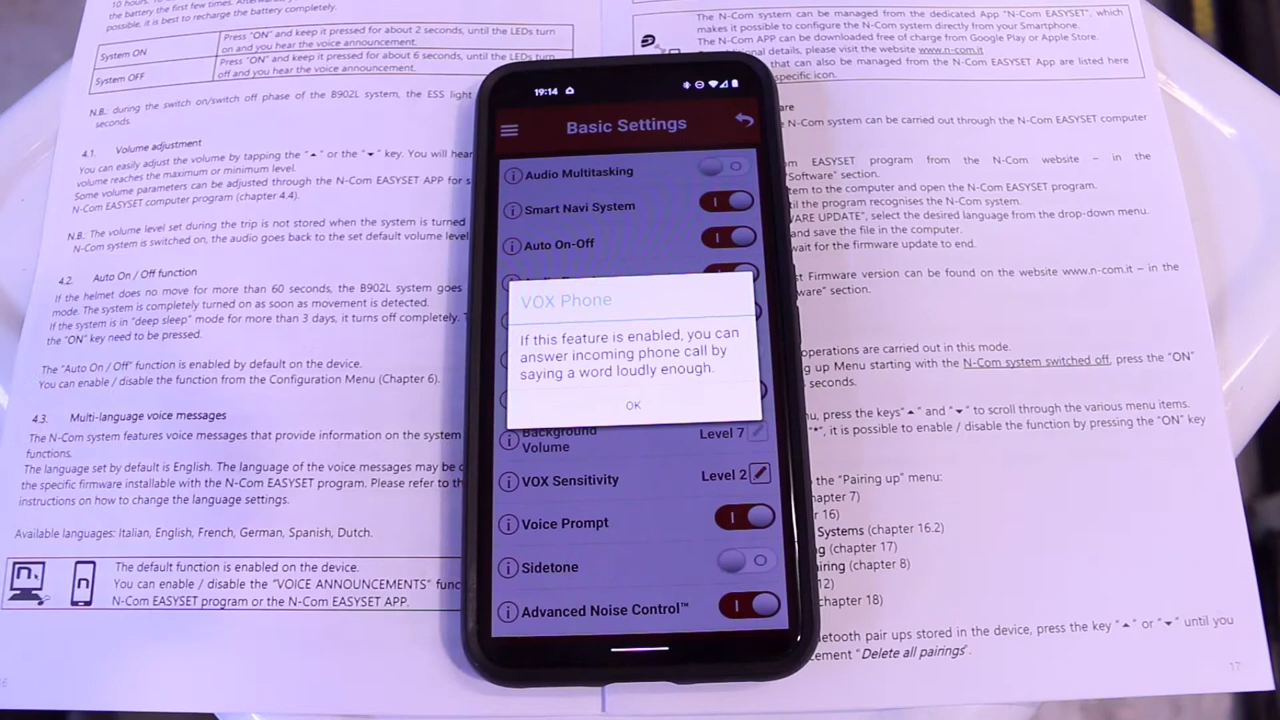 the battery the first few times. Afterwards
possible, it is best to recharge the battery completely.
System ON
Press "ON" and keep it pressed for about 2 seconds, until the LEDs turn
on and you hear the voice announcement.
System OFF
Press "ON" and keep it pressed for about 6 seconds, until the LEDs turn
off and you hear the voice announcement.
N.B.: during the switch on/switch off phase of the B902L system, the ESS light
seconds.
4.1. Volume adjustment
You can easily adjust the volume by tapping the "▲" or the "▼" key. You will hear
volume reaches the maximum or minimum level.
Some volume parameters can be adjusted through the N-Com EASYSET APP for s
N-Com EASYSET computer program (chapter 4.4).
N.B.: The volume level set during the trip is not stored when the system is turned
N-Com system is switched on, the audio goes back to the set default volume level
4.2. Auto On / Off function
If the helmet does no move for more than 60 seconds, the B902L system goes
mode. The system is completely turned on as soon as movement is detected.
If the system is in "deep sleep" mode for more than 3 days, it turns off completely.
the "ON" key need to be pressed.
The "Auto On / Off" function is enabled by default on the device.
You can enable / disable the function from the Configuration Menu (Chapter 6).
4.3. Multi-language voice messages
The N-Com system features voice messages that provide information on the system
functions.
The language set by default is English. The language of the voice messages may be c
the specific firmware installable with the N-Com EASYSET program. Please refer to th
instructions on how to change the language settings.
Available languages: Italian, English, French, German, Spanish, Dutch.
n
n
The default function is enabled on the device.
You can enable / disable the "VOICE ANNOUNCEMENTS" func
N-Com EASYSET program or the N-Com EASYSET APP.
19:14
Basic Settings
Audio Multitasking
Smart Navi System
Auto On-Off
VOX Phone
If this feature is enabled, you can
answer incoming phone call by
saying a word loudly enough.
OK
Background
Volume
Level 7
VOX Sensitivity
Level 2
Voice Prompt
Sidetone
Advanced Noise Control™
The N-Com system can be managed from the dedicated App "N-Com EASYSET", which
makes it possible to configure the N-Com system directly from your Smartphone.
The N-Com APP can be downloaded free of charge from Google Play or Apple Store.
details, please visit the website www.n-com.it
that can also be managed from the N-Com EASYSET App are listed here
specific icon.
are
N-Com system can be carried out through the N-Com EASYSET computer
EASYSET program from the N-Com website – in the
"Software" section.
tem to the computer and open the N-Com EASYSET program.
til the program recognises the N-Com system.
WARE UPDATE", select the desired language from the drop-down menu.
and save the file in the computer.
wait for the firmware update to end.
st Firmware version can be found on the website www.n-com.it – in the
ware" section.
operations are carried out in this mode.
g up Menu starting with the N-Com system switched off, press the "ON"
seconds.
nu, press the keys "▲" and "▼" to scroll through the various menu items.
"*", it is possible to enable / disable the function by pressing the "ON" key
the "Pairing up" menu:
hapter 7)
r 16)
Systems (chapter 16.2)
ng (chapter 17)
iring (chapter 8)
12)
chapter 18)
uetooth pair ups stored in the device, press the key "▲" or "▼" until you
cement "Delete all pairings".
17